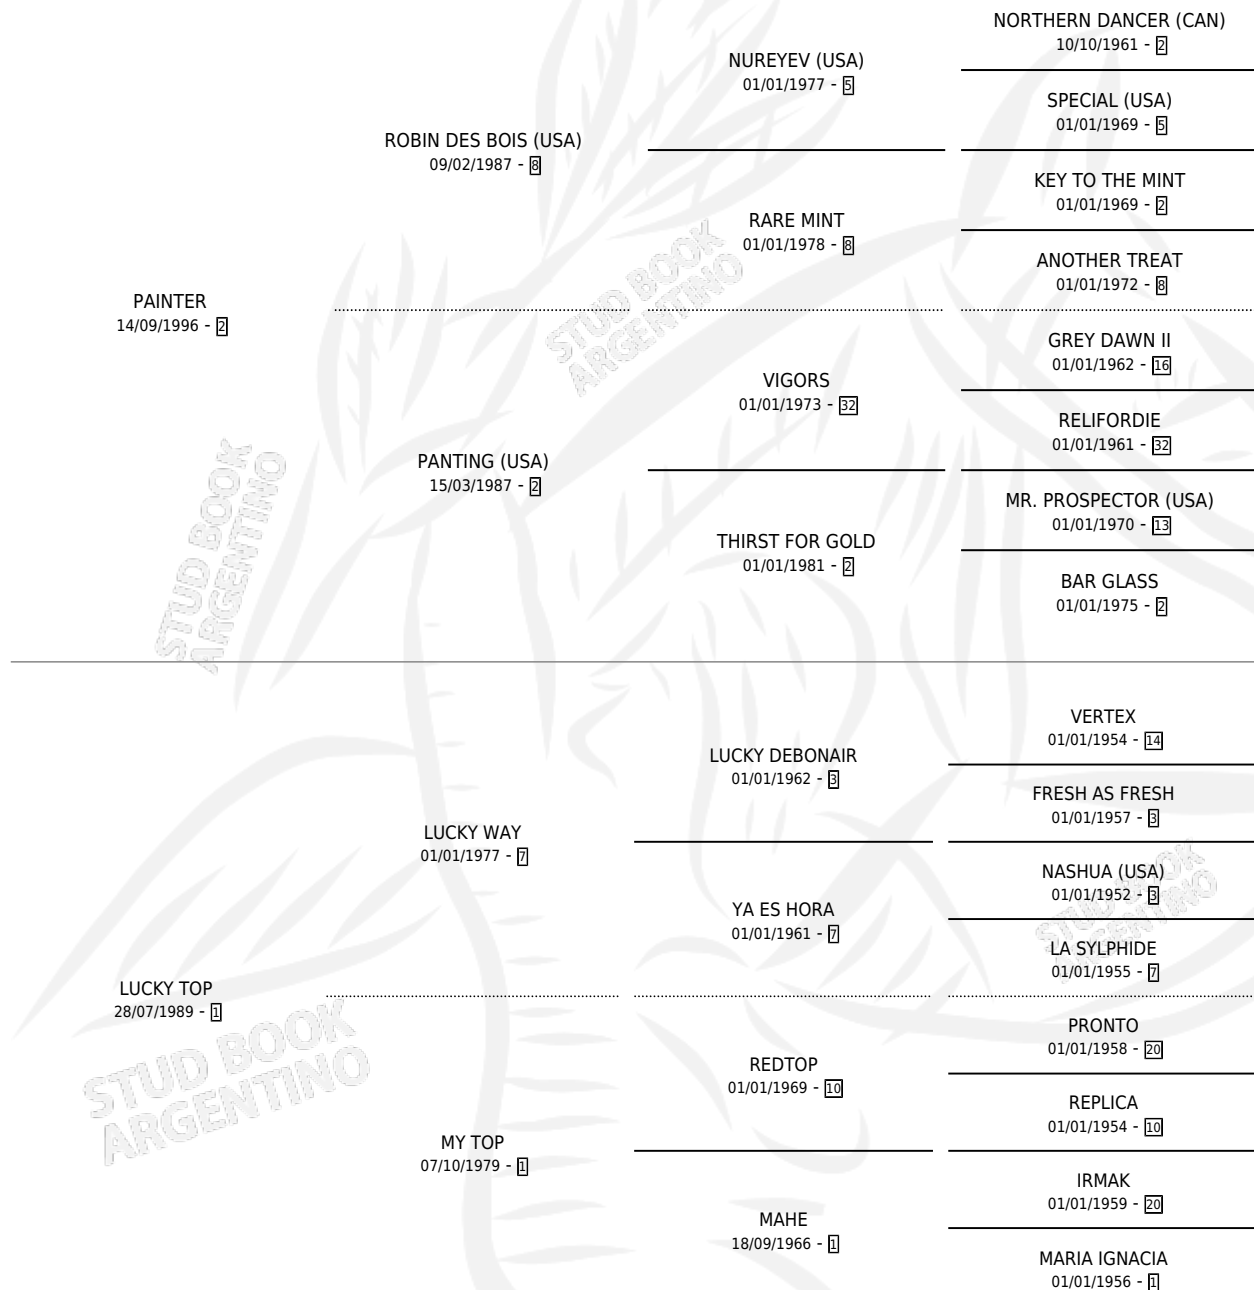 NORTHERN DANCER (CAN)
10/10/1961 - 2
NUREYEV (USA)
01/01/1977 - 5
SPECIAL (USA)
01/01/1969 - 5
ROBIN DES BOIS (USA)
09/02/1987 - 8
KEY TO THE MINT
01/01/1969 - 2
RARE MINT
01/01/1978 - 8
ANOTHER TREAT
01/01/1972 - 8
PAINTER
14/09/1996 - 2
GREY DAWN II
01/01/1962 - 16
VIGORS
01/01/1973 - 32
RELIFORDIE
01/01/1961 - 32
PANTING (USA)
15/03/1987 - 2
MR. PROSPECTOR (USA)
01/01/1970 - 13
THIRST FOR GOLD
01/01/1981 - 2
BAR GLASS
01/01/1975 - 2
VERTEX
01/01/1954 - 14
LUCKY DEBONAIR
01/01/1962 - 3
FRESH AS FRESH
01/01/1957 - 3
LUCKY WAY
01/01/1977 - 7
NASHUA (USA)
01/01/1952 - 3
YA ES HORA
01/01/1961 - 7
LA SYLPHIDE
01/01/1955 - 7
LUCKY TOP
28/07/1989 - 1
PRONTO
01/01/1958 - 20
REDTOP
01/01/1969 - 10
REPLICA
01/01/1954 - 10
MY TOP
07/10/1979 - 1
IRMAK
01/01/1959 - 20
MAHE
18/09/1966 - 1
MARIA IGNACIA
01/01/1956 - 1
STUD BOOK
ARGENTINO
STUD BOOK
ARGENTINO
STUD BOOK
ARGENTINO
STUD BOOK
ARGENTINO